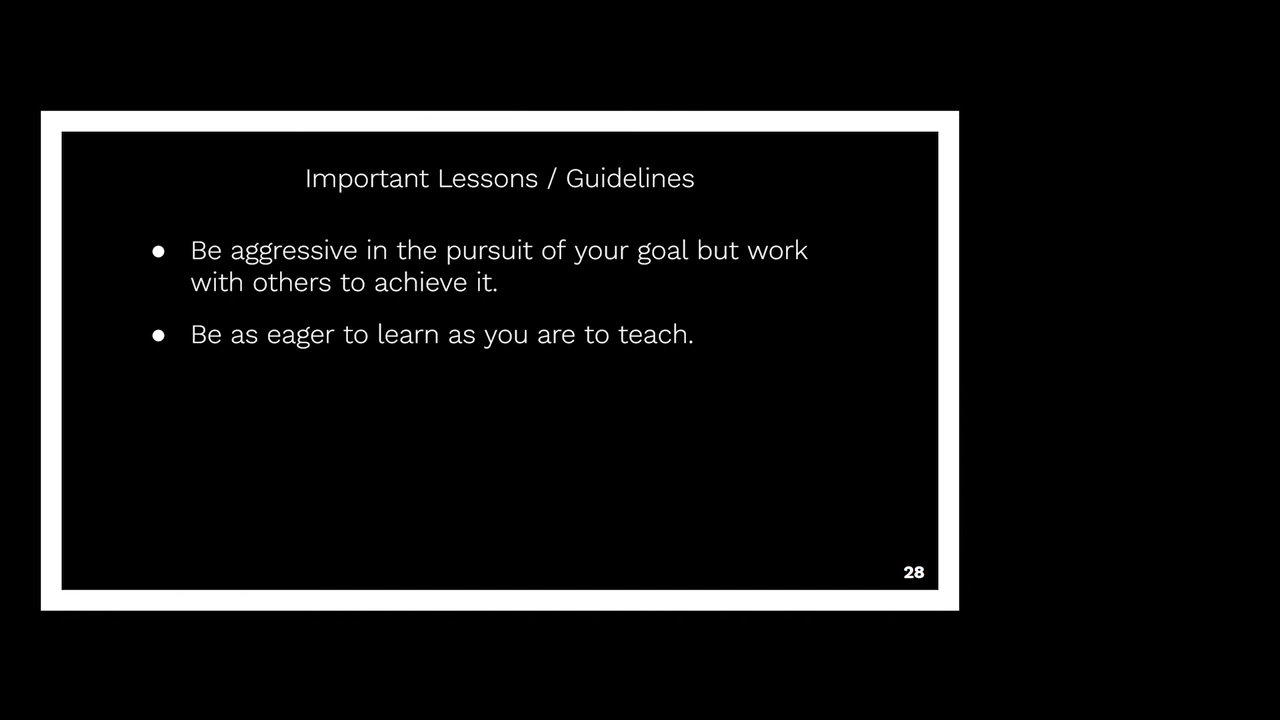 Important Lessons / Guidelines
● Be aggressive in the pursuit of your goal but work
with others to achieve it.
● Be as eager to learn as you are to teach.
28